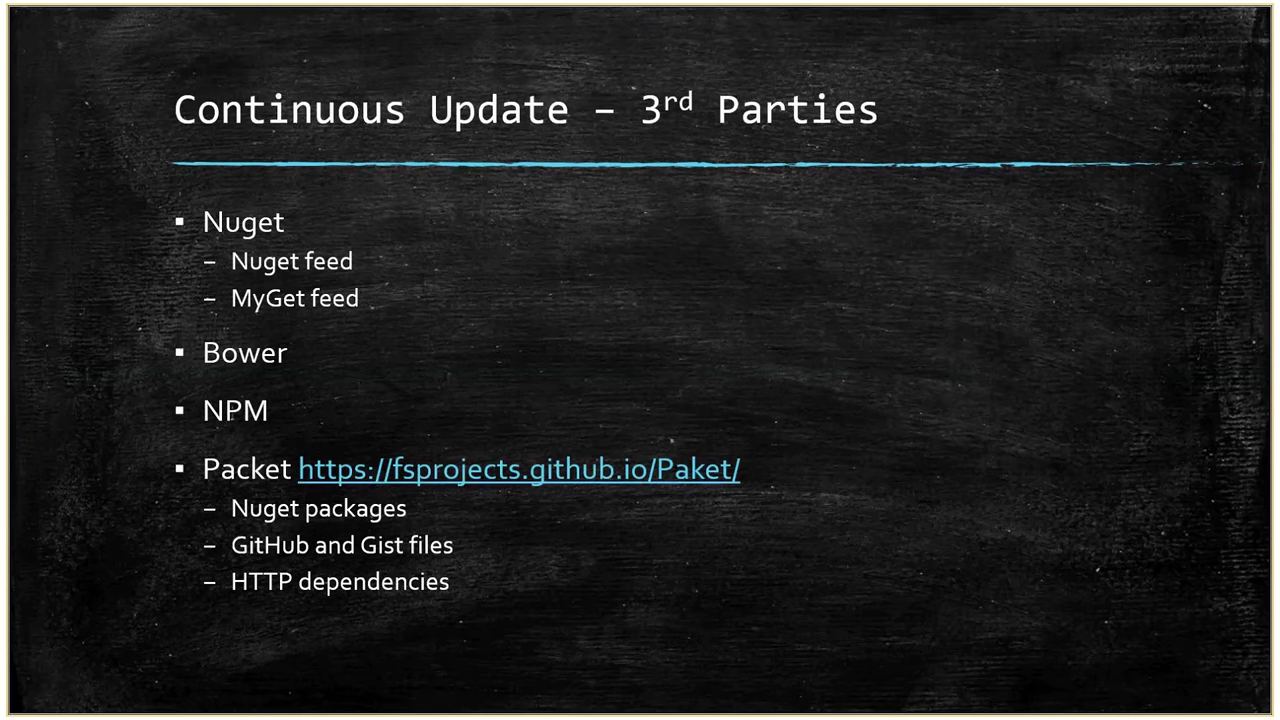 Continuous Update – 3rd Parties
▪ Nuget
– Nuget feed
– MyGet feed
▪ Bower
▪ NPM
▪ Packet https://fsprojects.github.io/Paket/
– Nuget packages
– GitHub and Gist files
– HTTP dependencies